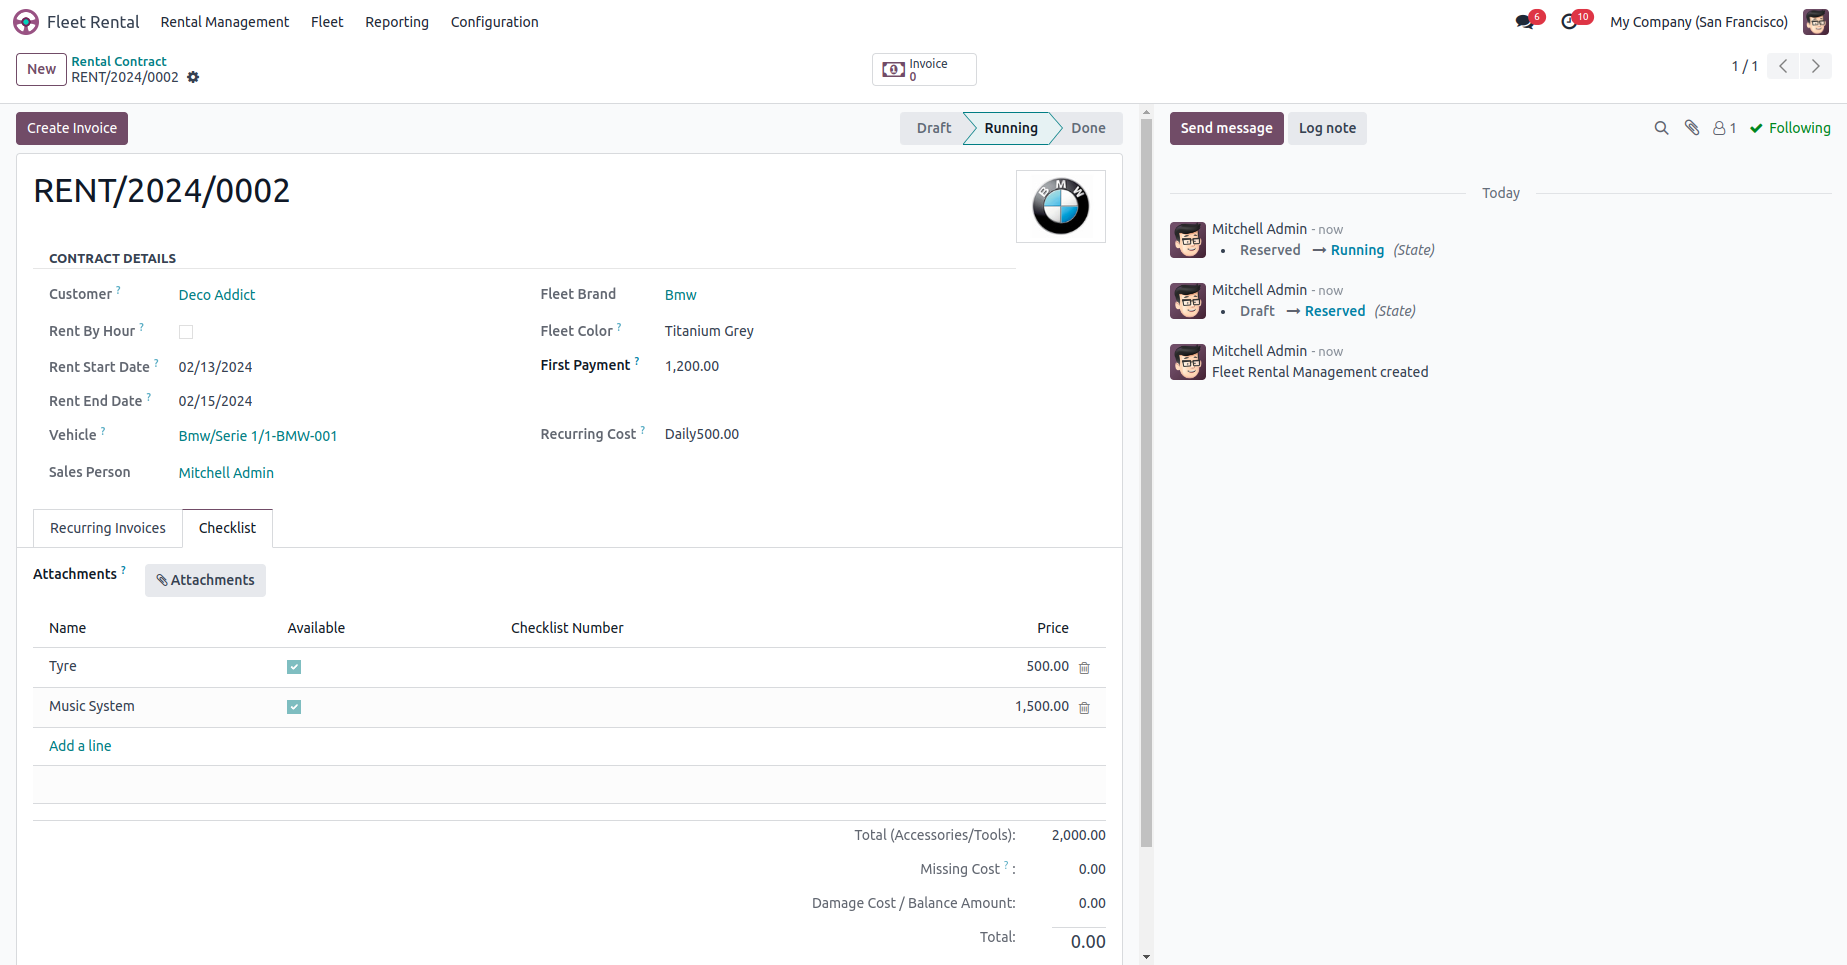 Fleet Rental Rental Management Fleet Reporting Configuration 6 10 My Company (San Francisco)
New Rental Contract
RENT/2024/0002
Invoice
0
1 / 1
Create Invoice Draft Running Done Send message Log note 1 Following
RENT/2024/0002
BMW
Today
CONTRACT DETAILS
Customer ? Deco Addict
Rent By Hour ?
Rent Start Date ? 02/13/2024
Rent End Date ? 02/15/2024
Vehicle ? Bmw/Serie 1/1-BMW-001
Sales Person Mitchell Admin
Fleet Brand Bmw
Fleet Color ? Titanium Grey
First Payment ? 1,200.00
Recurring Cost ? Daily500.00
Mitchell Admin - now
• Reserved → Running (State)
Mitchell Admin - now
• Draft → Reserved (State)
Mitchell Admin - now
Fleet Rental Management created
Recurring Invoices Checklist
Attachments ? Attachments
Name Available Checklist Number Price
Tyre 500.00
Music System 1,500.00
Add a line
Total (Accessories/Tools): 2,000.00
Missing Cost ? : 0.00
Damage Cost / Balance Amount: 0.00
Total: 0.00